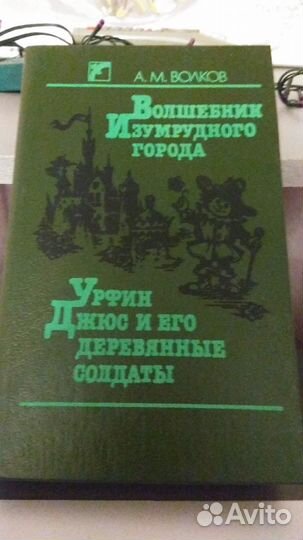 А. М. ВОЛКОВ
ВОЛШЕБНИК
ИЗУМРУДНОГО
ГОРОДА
УРФИН
ДЖЮС И ЕГО
ДЕРЕВЯННЫЕ
СОЛДАТЫ
Avito